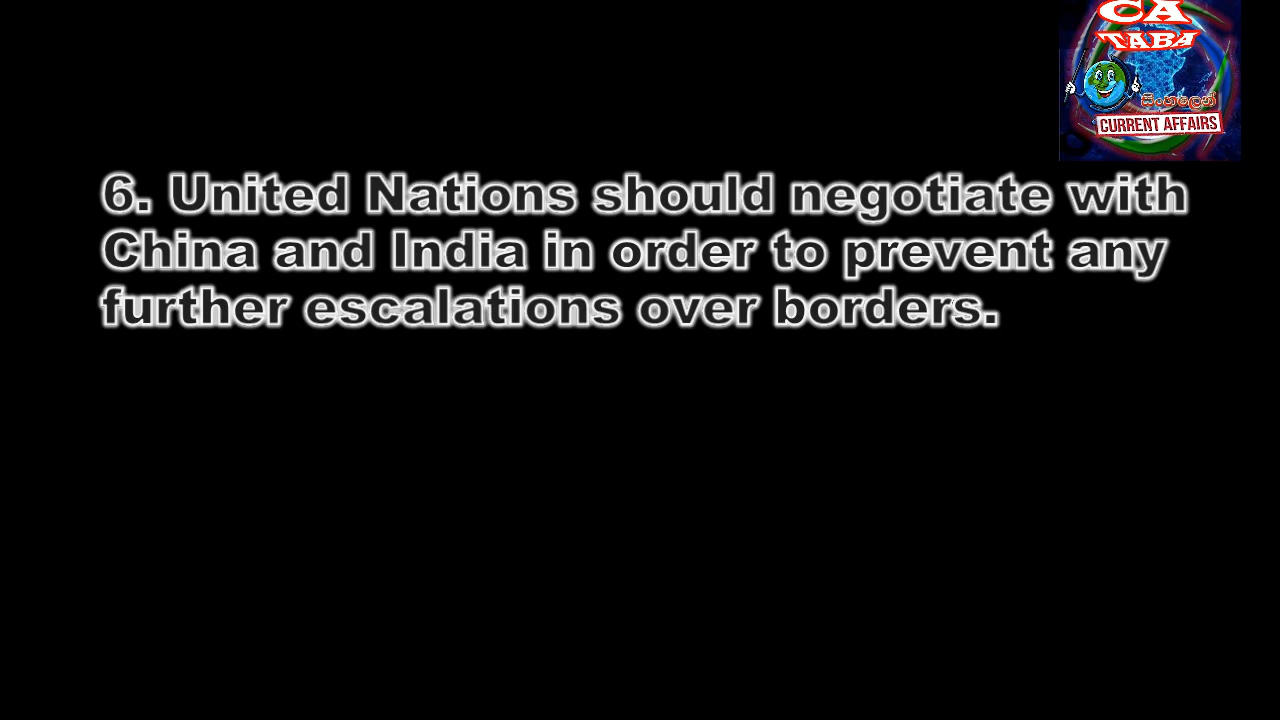 CA
TABA
සිංහලෙන්
CURRENT AFFAIRS
6. United Nations should negotiate with
China and India in order to prevent any
further escalations over borders.